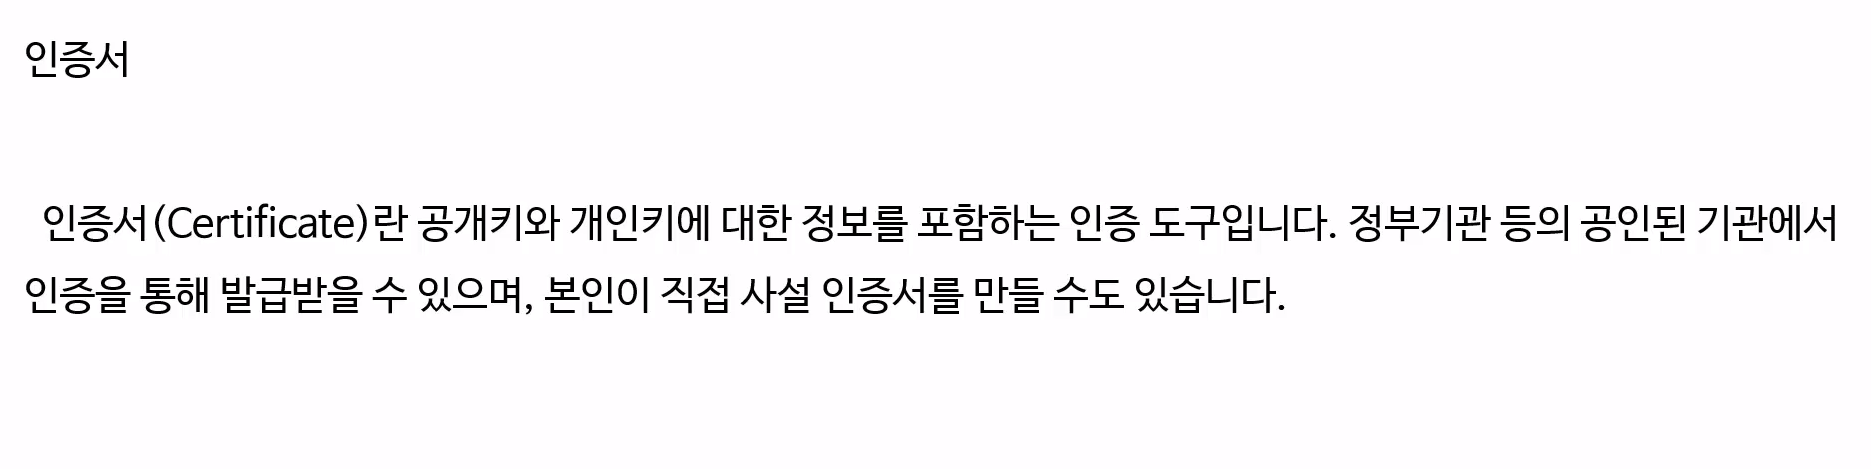 인증서
인증서(Certificate)란 공개키와 개인키에 대한 정보를 포함하는 인증 도구입니다. 정부기관 등의 공인된 기관에서
인증을 통해 발급받을 수 있으며, 본인이 직접 사설 인증서를 만들 수도 있습니다.